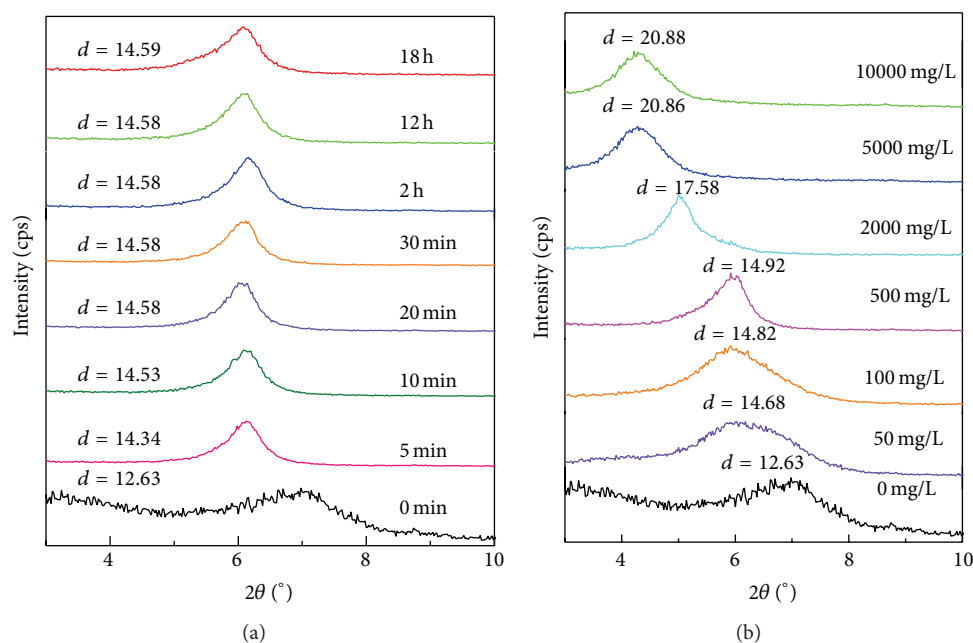 d = 14.59
18 h
d = 14.58
12 h
d = 14.58
2 h
d = 14.58
30 min
d = 14.58
20 min
d = 14.53
10 min
d = 14.34
5 min
d = 12.63
0 min
Intensity (cps)
4
6
8
10
2θ (°)
(a)
d = 20.88
10000 mg/L
d = 20.86
5000 mg/L
d = 17.58
2000 mg/L
d = 14.92
500 mg/L
d = 14.82
100 mg/L
d = 14.68
50 mg/L
d = 12.63
0 mg/L
Intensity (cps)
4
6
8
10
2θ (°)
(b)